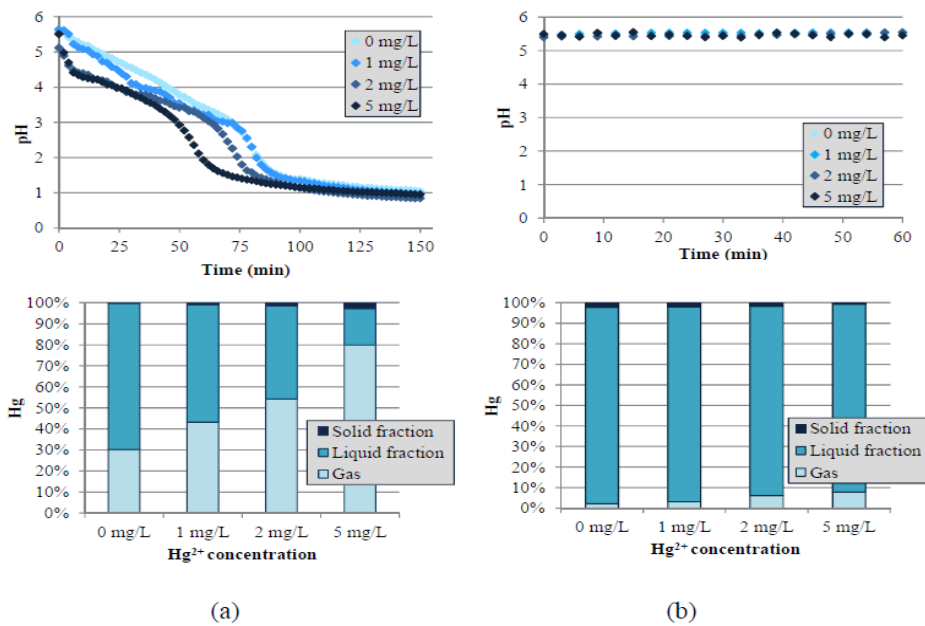 6
5
4
3
2
1
0
pH
0 mg/L
1 mg/L
2 mg/L
5 mg/L
0 25 50 75 100 125 150
Time (min)
6
5
4
3
2
1
0
pH
0 mg/L
1 mg/L
2 mg/L
5 mg/L
0 10 20 30 40 50 60
Time (min)
100%
90%
80%
70%
60%
50%
40%
30%
20%
10%
0%
Hg
Solid fraction
Liquid fraction
Gas
0 mg/L 1 mg/L 2 mg/L 5 mg/L
Hg²⁺ concentration
100%
90%
80%
70%
60%
50%
40%
30%
20%
10%
0%
Hg
Solid fraction
Liquid fraction
Gas
0 mg/L 1 mg/L 2 mg/L 5 mg/L
Hg²⁺ concentration
(a)
(b)